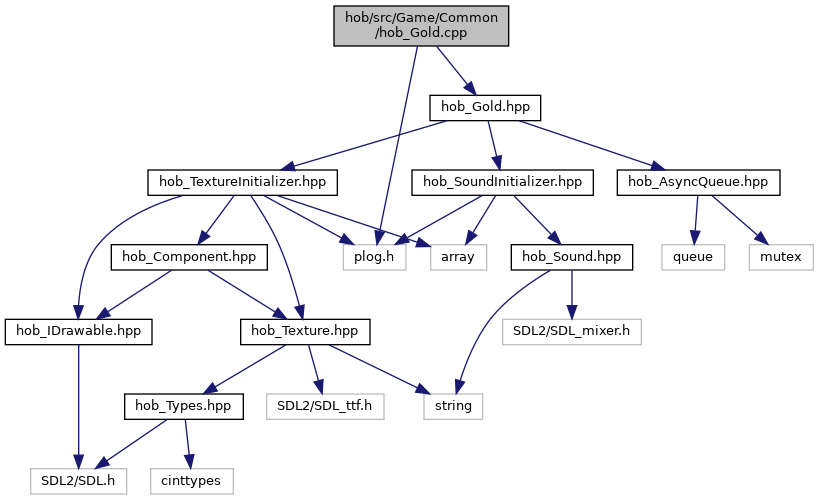 hob/src/Game/Common
/hob_Gold.cpp
hob_Gold.hpp
hob_TextureInitializer.hpp
hob_SoundInitializer.hpp
hob_AsyncQueue.hpp
hob_Component.hpp
plog.h
array
hob_Sound.hpp
queue
mutex
hob_IDrawable.hpp
hob_Texture.hpp
SDL2/SDL_mixer.h
hob_Types.hpp
SDL2/SDL_ttf.h
string
SDL2/SDL.h
cinttypes